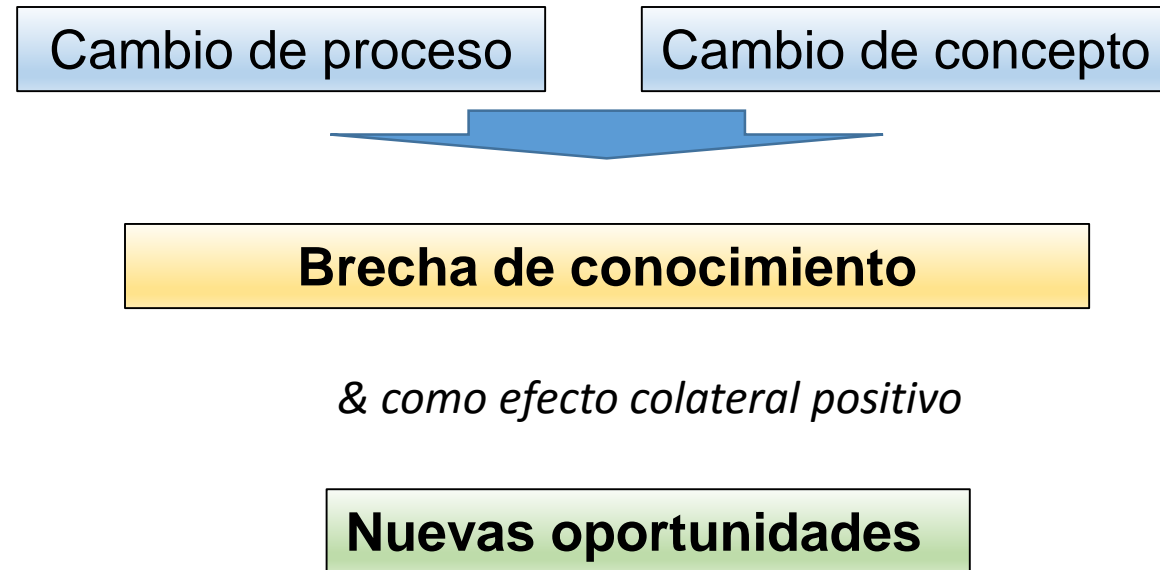 Cambio de proceso
Cambio de concepto
Brecha de conocimiento
& como efecto colateral positivo
Nuevas oportunidades